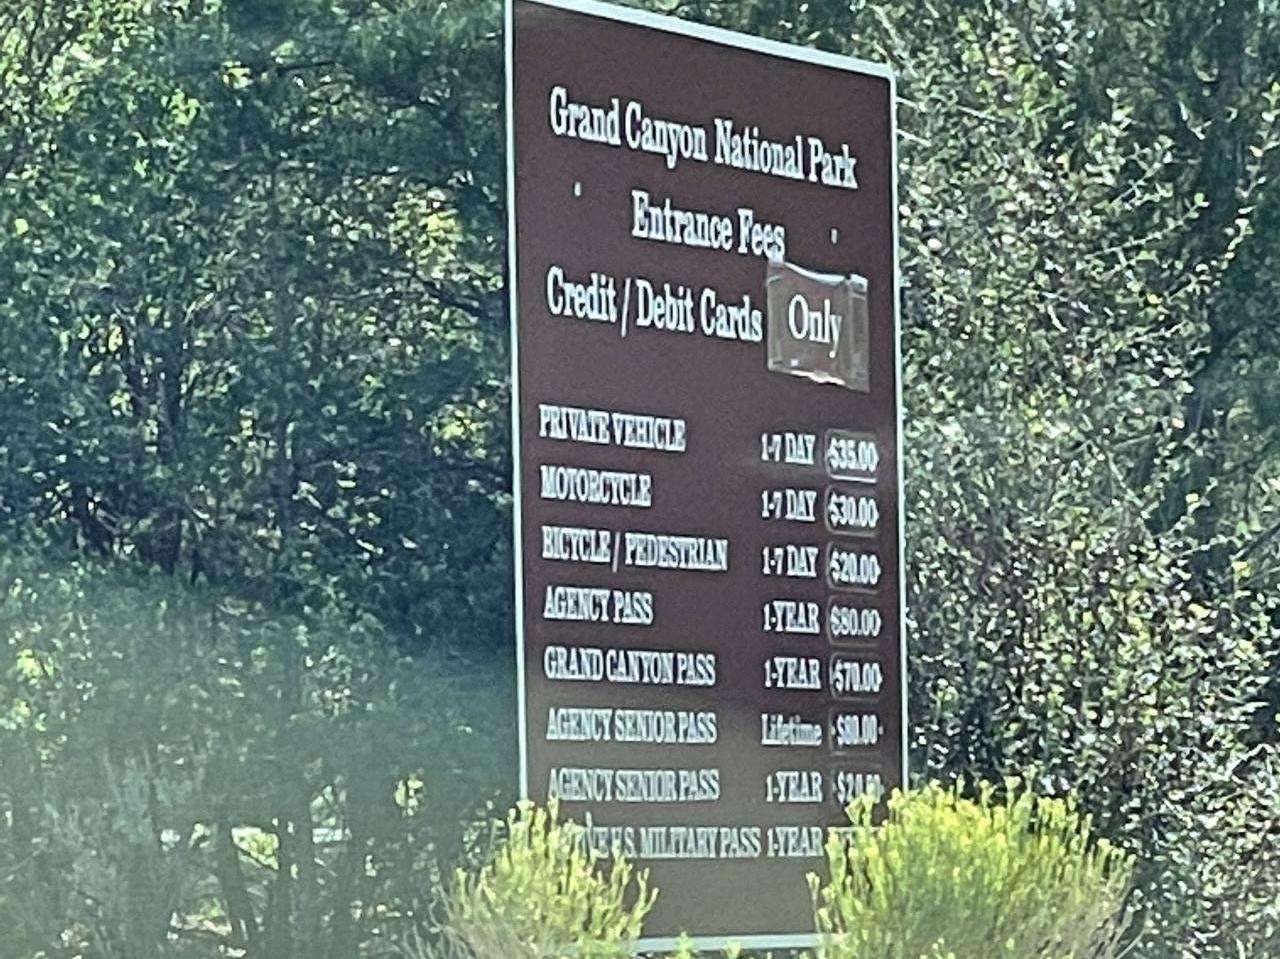 Grand Canyon National Park
Entrance Fees
Credit / Debit Cards Only
PRIVATE VEHICLE 1-7 DAY $35.00
MOTORCYCLE 1-7 DAY $30.00
BICYCLE / PEDESTRIAN 1-7 DAY $20.00
AGENCY PASS 1-YEAR $80.00
GRAND CANYON PASS 1-YEAR $70.00
AGENCY SENIOR PASS Lifetime $80.00
AGENCY SENIOR PASS 1-YEAR $20.00
U.S. MILITARY PASS 1-YEAR